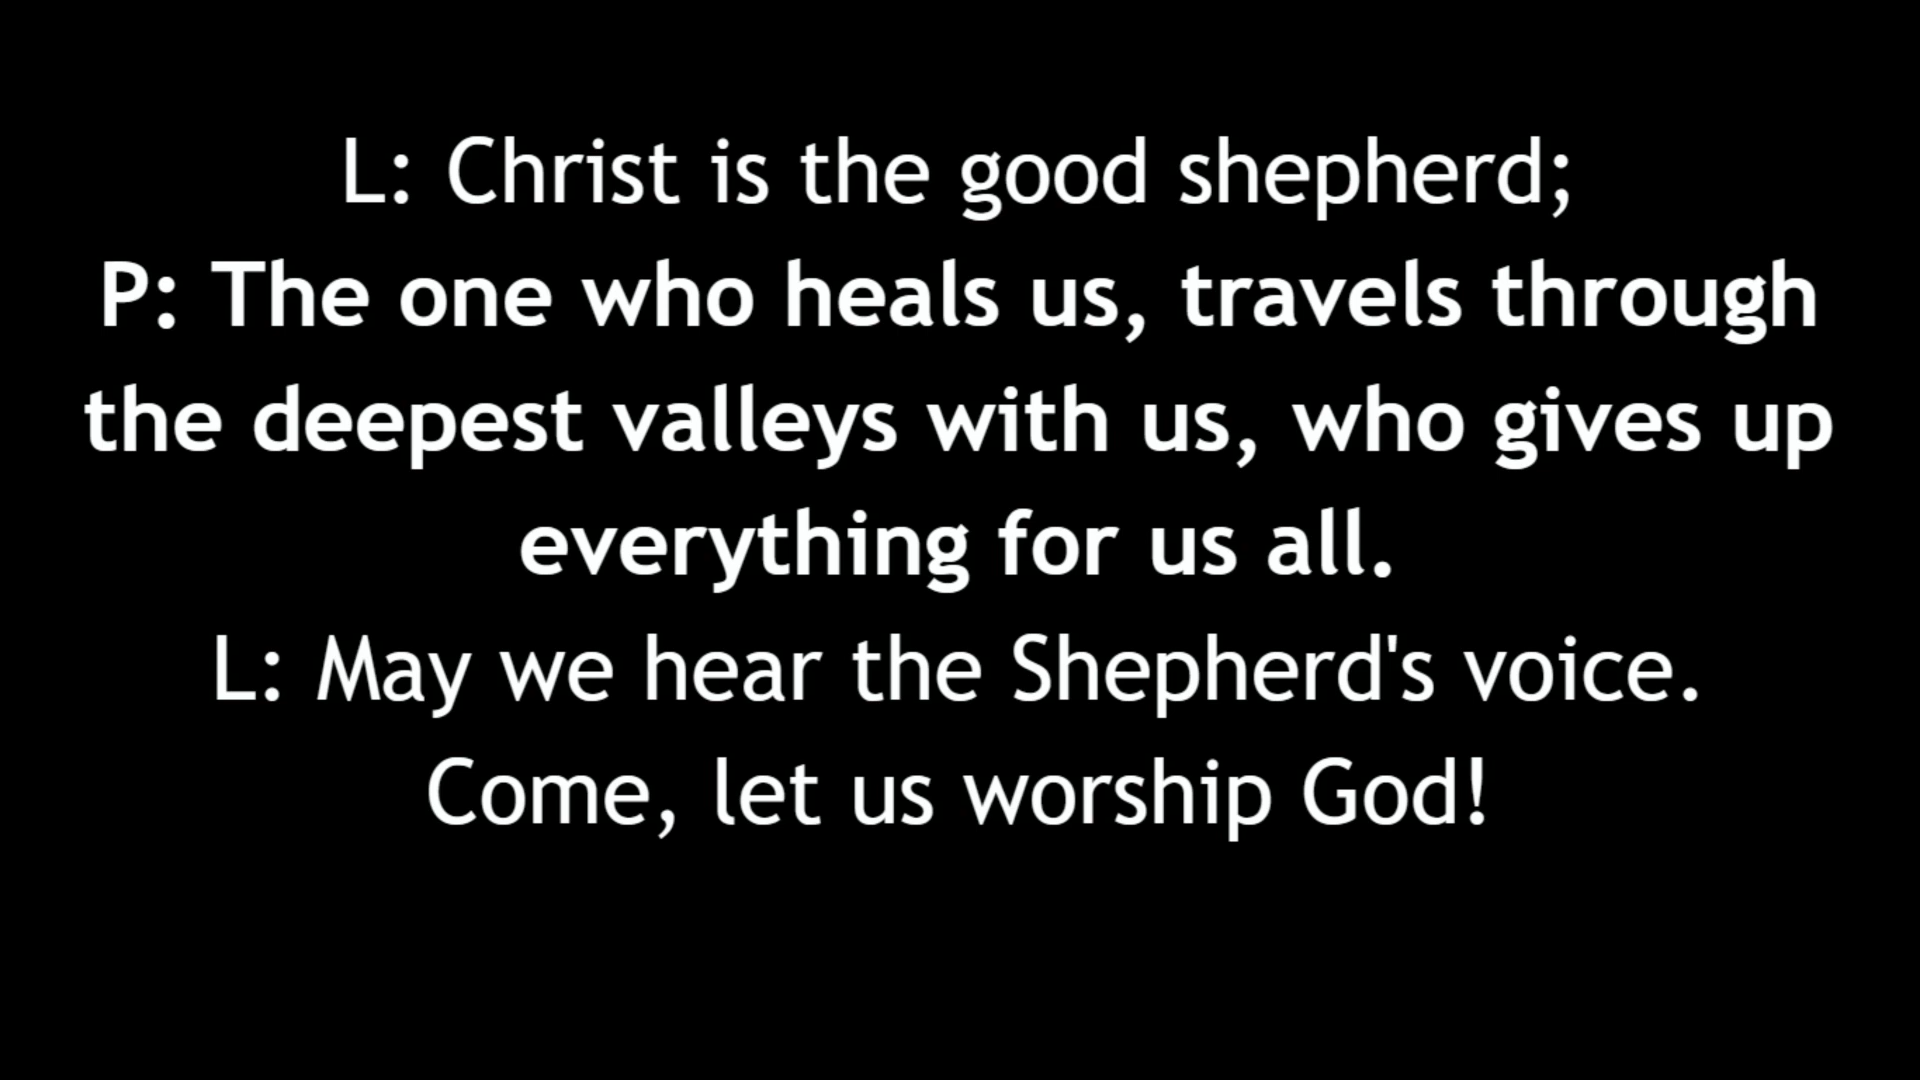 L: Christ is the good shepherd;
P: The one who heals us, travels through
the deepest valleys with us, who gives up
everything for us all.
L: May we hear the Shepherd's voice.
Come, let us worship God!